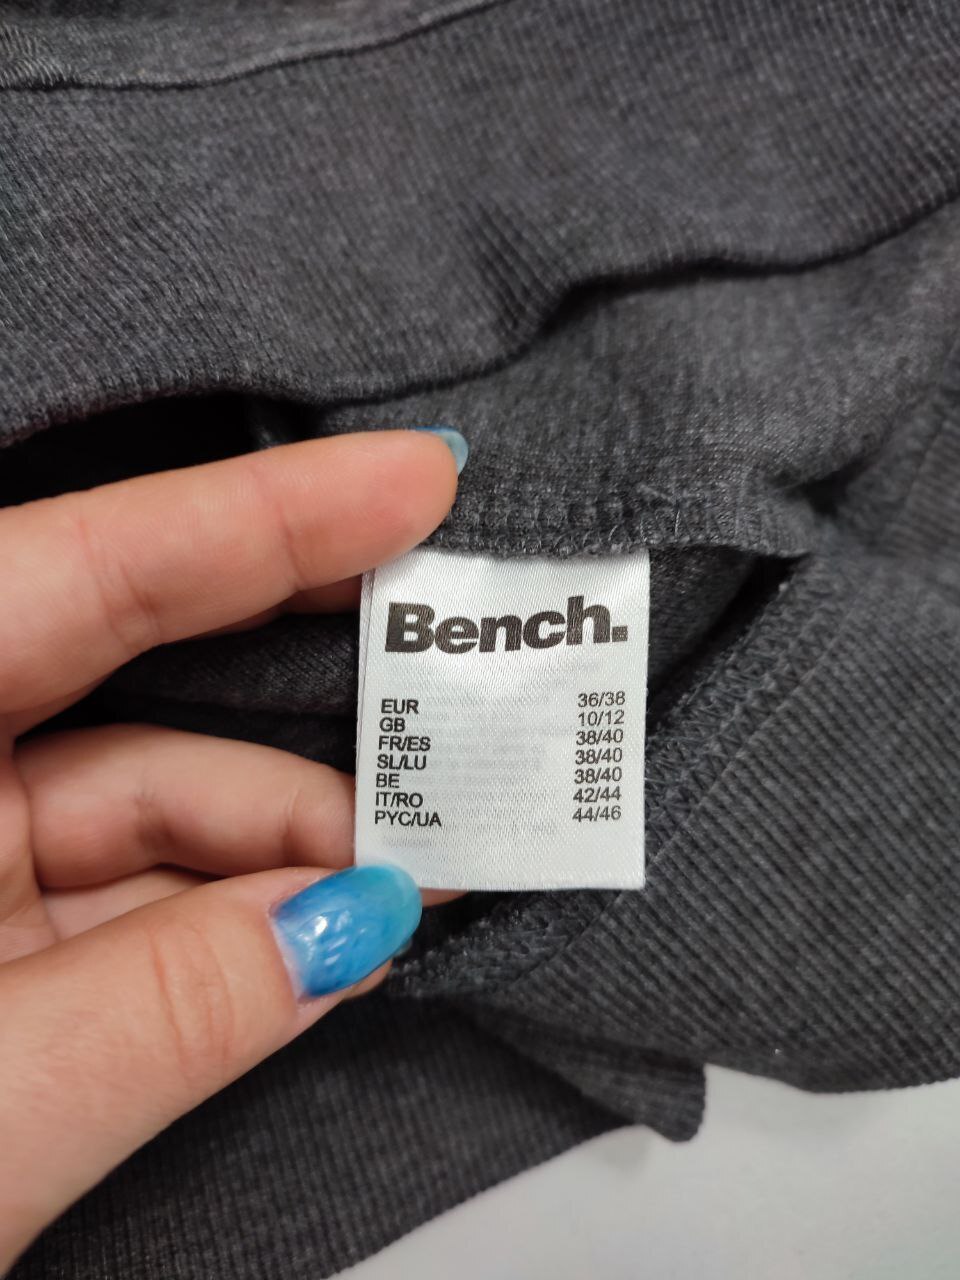 Bench.
EUR 36/38
GB 10/12
FR/ES 38/40
SL/LU 38/40
BE 38/40
IT/RO 42/44
PYC/UA 44/46